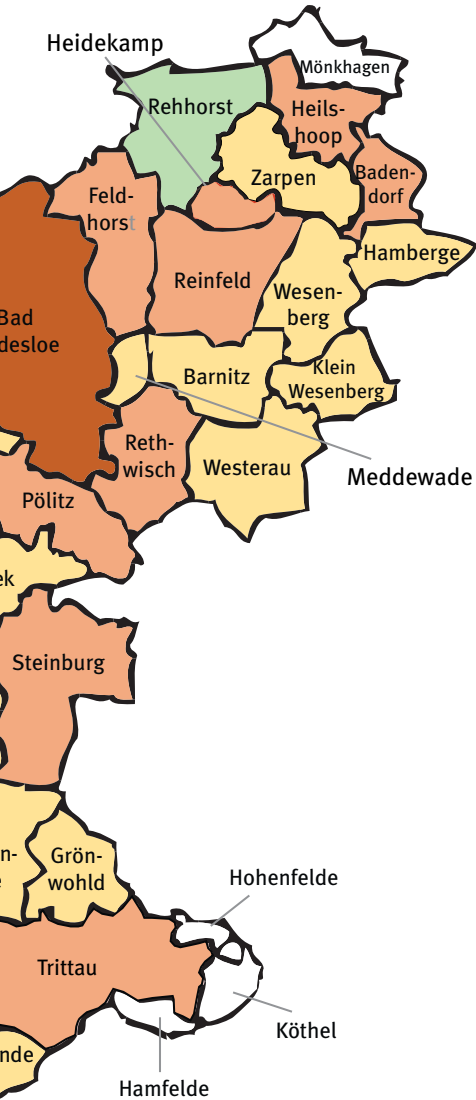 Heidekamp
Mönkhagen
Rehhorst
Heils-
hoop
Zarpen
Baden-
dorf
Feld-
horst
Hamberge
Reinfeld
Wesen-
berg
Bad
desloe
Klein
Wesenberg
Barnitz
Reth-
wisch
Westerau
Meddewade
Pölitz
ek
Steinburg
n-
e
Grön-
wohld
Hohenfelde
Trittau
Köthel
nde
Hamfelde